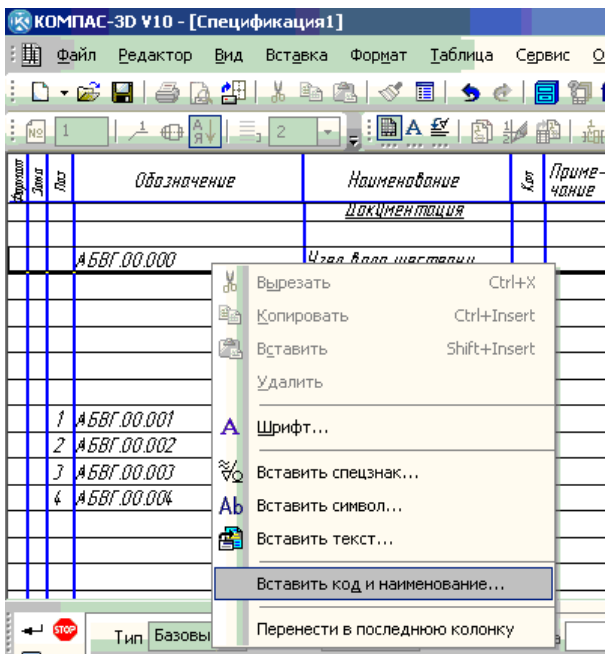 КОМПАС-3D V10 - [Спецификация1]
Файл Редактор Вид Вставка Формат Таблица Сервис О
№ 1 2
Формат Зона Поз Обозначение Наименование Кол Приме-
чание
Документация
АБВГ.00.000 Узел вала шестерни
Вырезать Ctrl+X
Копировать Ctrl+Insert
Вставить Shift+Insert
Удалить
1 АБВГ.00.001
Шрифт...
2 АБВГ.00.002
3 АБВГ.00.003
Вставить спецзнак...
4 АБВГ.00.004
Вставить символ...
Вставить текст...
Вставить код и наименование...
Перенести в последнюю колонку
STOP Тип Базовы